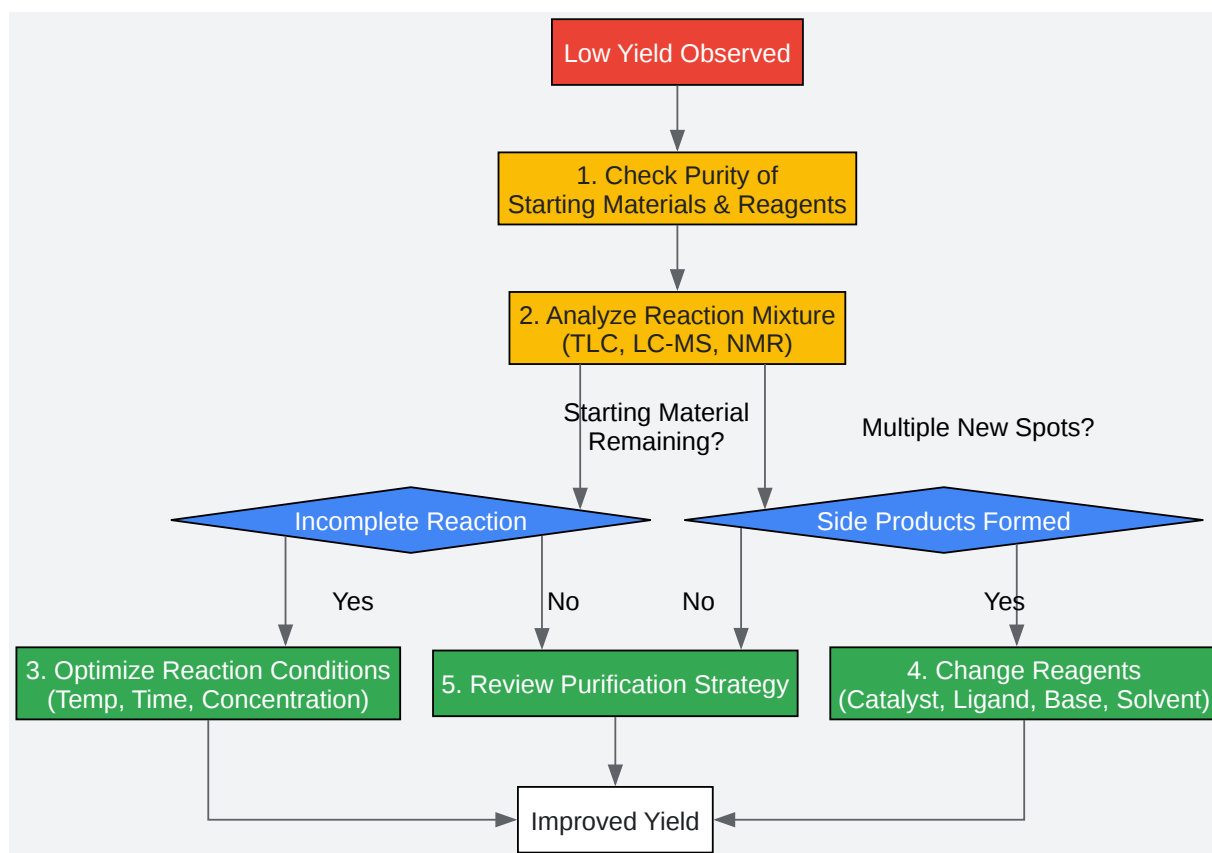 Low Yield Observed
1. Check Purity of
Starting Materials & Reagents
2. Analyze Reaction Mixture
(TLC, LC-MS, NMR)
Starting Material
Remaining?
Multiple New Spots?
Incomplete Reaction
Side Products Formed
Yes
No
No
Yes
3. Optimize Reaction Conditions
(Temp, Time, Concentration)
5. Review Purification Strategy
4. Change Reagents
(Catalyst, Ligand, Base, Solvent)
Improved Yield